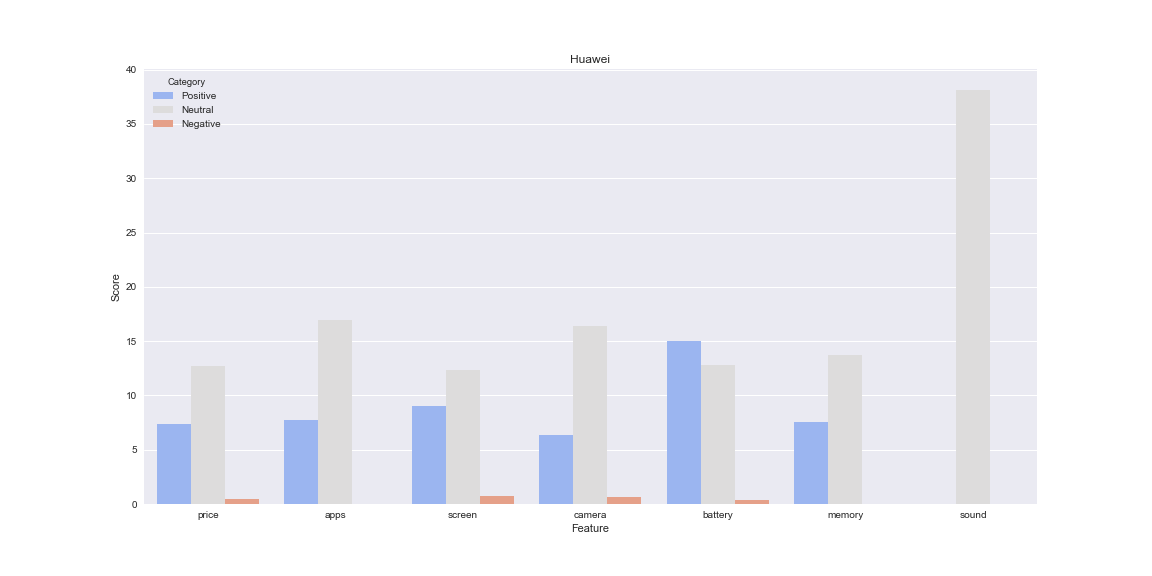 Huawei
40
Category
Positive
Neutral
Negative
35
30
25
20
15
10
5
0
Score
price apps screen camera battery memory sound
Feature